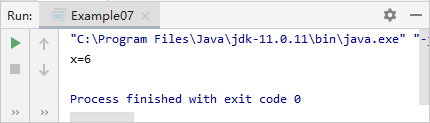 Run: Example07 ×
"C:\Program Files\Java\jdk-11.0.11\bin\java.exe" "-j
x=6
Process finished with exit code 0